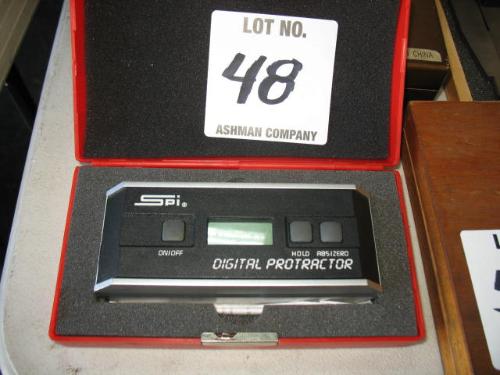 LOT NO.
48
ASHMAN COMPANY
CHINA
SPi®
ON/OFF
HOLD ABS/ZERO
DIGITAL PROTRACTOR